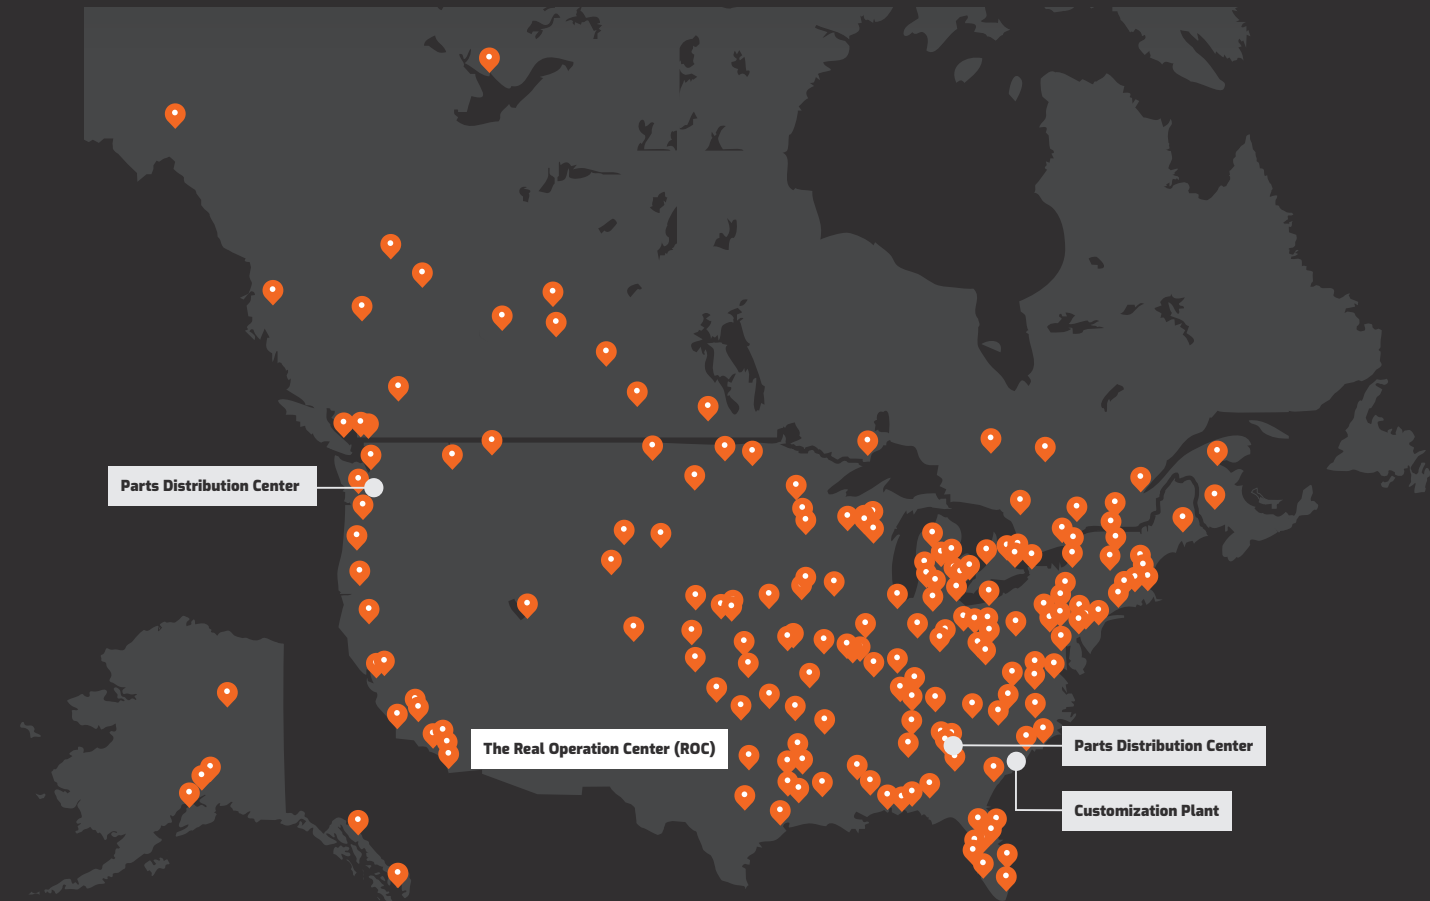 Parts Distribution Center
The Real Operation Center (ROC)
Parts Distribution Center
Customization Plant